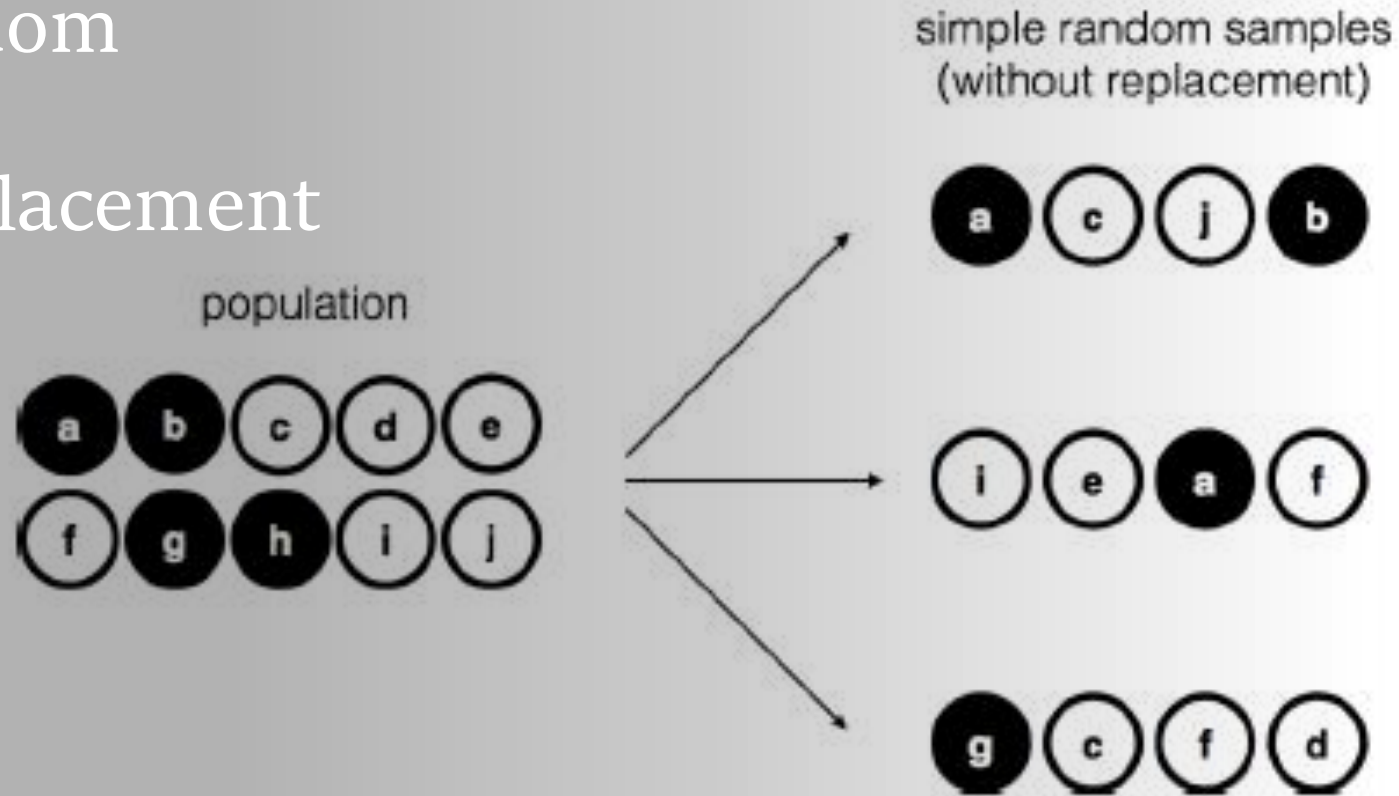 om
lacement
simple random samples
(without replacement)
population
a b c d e
f g h i j
a c j b
i e a f
g c f d